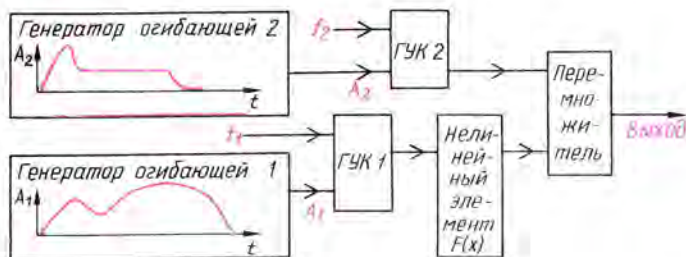 Генератор огибающей 2
A₂
t
f₂
A₂
ГУК 2
Пере-
мно-
жи-
тель
Выход
f₁
Генератор огибающей 1
A₁
t
A₁
ГУК 1
Нели-
ней-
ный
эле-
мент
F(x)